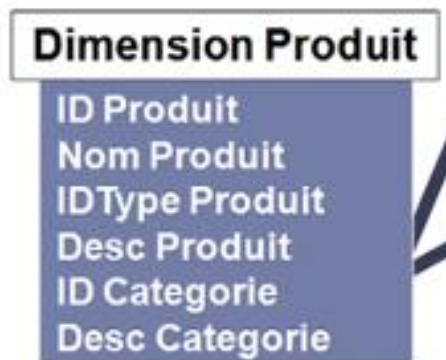 Dimension Produit
ID Produit
Nom Produit
IDType Produit
Desc Produit
ID Categorie
Desc Categorie